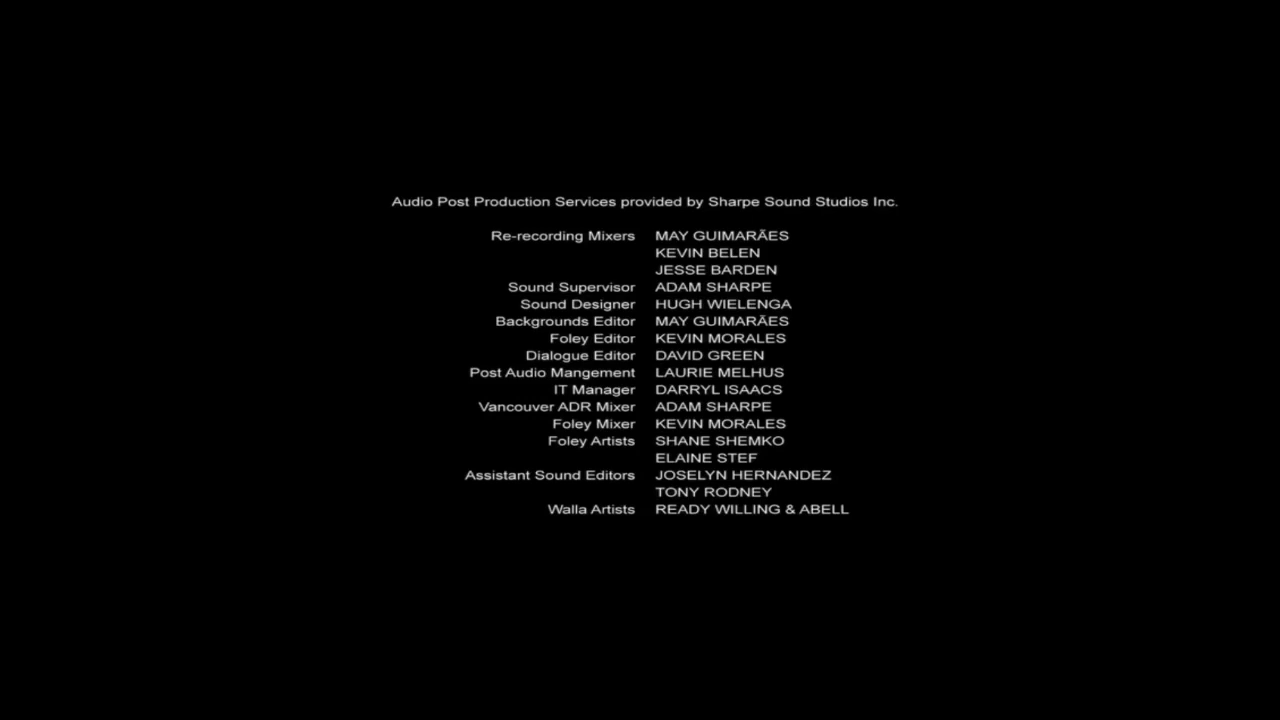 Audio Post Production Services provided by Sharpe Sound Studios Inc.
Re-recording Mixers MAY GUIMARÃES
KEVIN BELEN
JESSE BARDEN
Sound Supervisor ADAM SHARPE
Sound Designer HUGH WIELENGA
Backgrounds Editor MAY GUIMARÃES
Foley Editor KEVIN MORALES
Dialogue Editor DAVID GREEN
Post Audio Mangement LAURIE MELHUS
IT Manager DARRYL ISAACS
Vancouver ADR Mixer ADAM SHARPE
Foley Mixer KEVIN MORALES
Foley Artists SHANE SHEMKO
ELAINE STEF
Assistant Sound Editors JOSELYN HERNANDEZ
TONY RODNEY
Walla Artists READY WILLING & ABELL